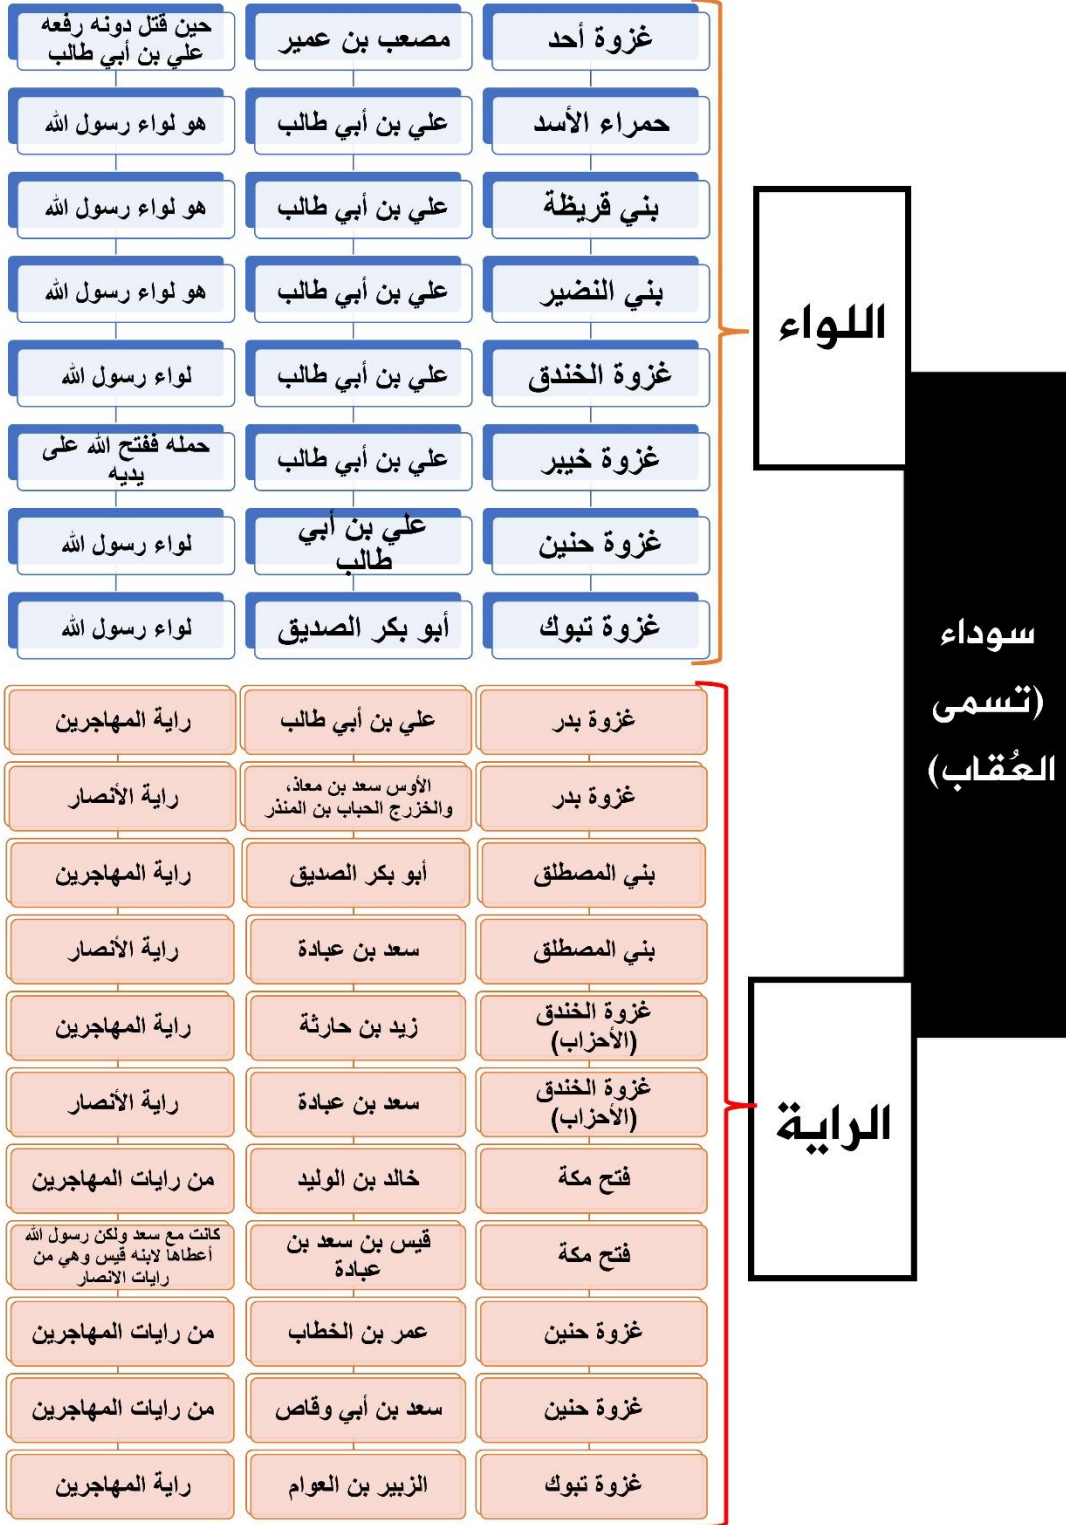 سوداء
(تسمى
العُقاب)
اللواء
غزوة أحد
مصعب بن عمير
حين قتل دونه رفعه
علي بن أبي طالب
حمراء الأسد
علي بن أبي طالب
هو لواء رسول الله
بني قريظة
علي بن أبي طالب
هو لواء رسول الله
بني النضير
علي بن أبي طالب
هو لواء رسول الله
غزوة الخندق
علي بن أبي طالب
لواء رسول الله
غزوة خيبر
علي بن أبي طالب
حمله ففتح الله على
يديه
غزوة حنين
علي بن أبي
طالب
لواء رسول الله
غزوة تبوك
أبو بكر الصديق
لواء رسول الله
الراية
غزوة بدر
علي بن أبي طالب
راية المهاجرين
غزوة بدر
الأوس سعد بن معاذ،
والخزرج الحباب بن المنذر
راية الأنصار
بني المصطلق
أبو بكر الصديق
راية المهاجرين
بني المصطلق
سعد بن عبادة
راية الأنصار
غزوة الخندق
(الأحزاب)
زيد بن حارثة
راية المهاجرين
غزوة الخندق
(الأحزاب)
سعد بن عبادة
راية الأنصار
فتح مكة
خالد بن الوليد
من رايات المهاجرين
فتح مكة
قيس بن سعد بن
عبادة
كانت مع سعد ولكن رسول الله
أعطاها لابنه قيس وهي من
رايات الانصار
غزوة حنين
عمر بن الخطاب
من رايات المهاجرين
غزوة حنين
سعد بن أبي وقاص
من رايات المهاجرين
غزوة تبوك
الزبير بن العوام
راية المهاجرين